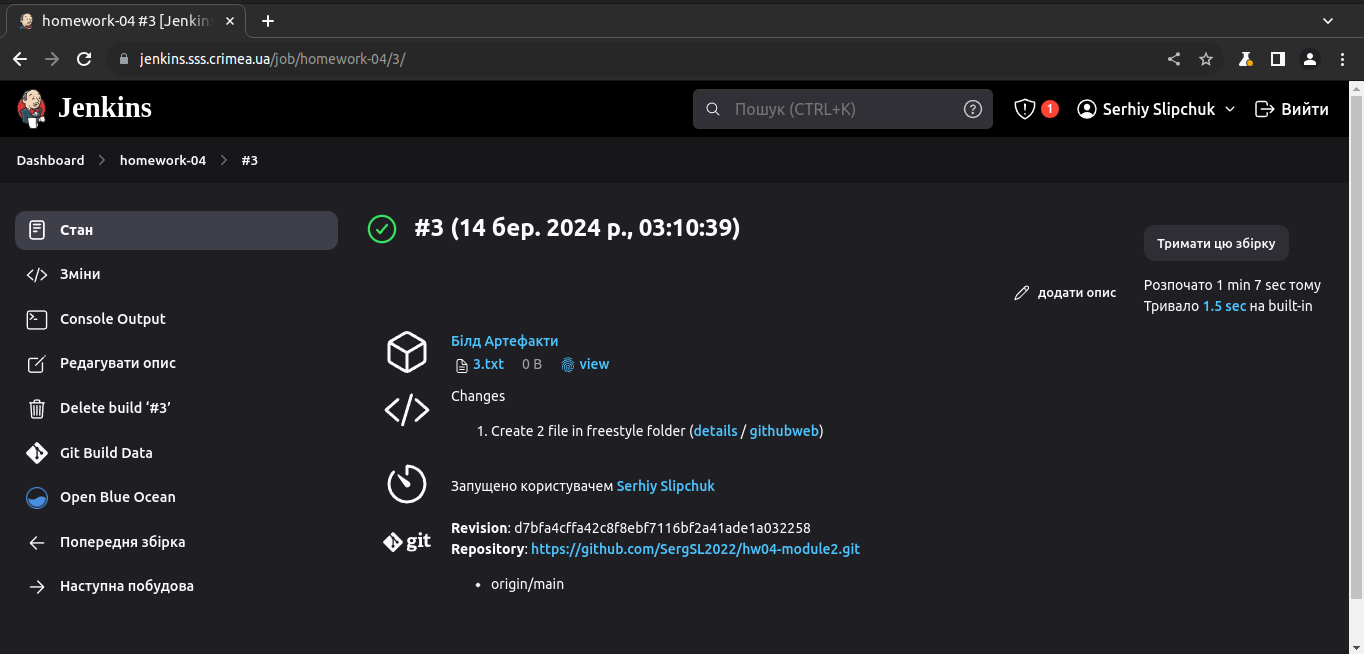 homework-04 #3 [Jenkin
jenkins.sss.crimea.ua/job/homework-04/3/
Jenkins
Пошук (CTRL+K)
1
Serhiy Slipchuk
Выйти
Dashboard
homework-04
#3
Стан
Зміни
Console Output
Редагувати опис
Delete build ‘#3’
Git Build Data
Open Blue Ocean
Попередня збірка
Наступна побудова
#3 (14 бер. 2024 р., 03:10:39)
Тримати цю збірку
додати опис
Розпочато 1 min 7 sec тому
Тривало 1.5 sec на built-in
Білд Артефакти
3.txt 0 B view
Changes
1. Create 2 file in freestyle folder (details / githubweb)
Запущено користувачем Serhiy Slipchuk
git
Revision: d7bfa4cffa42c8f8ebf7116bf2a41ade1a032258
Repository: https://github.com/SergSL2022/hw04-module2.git
• origin/main